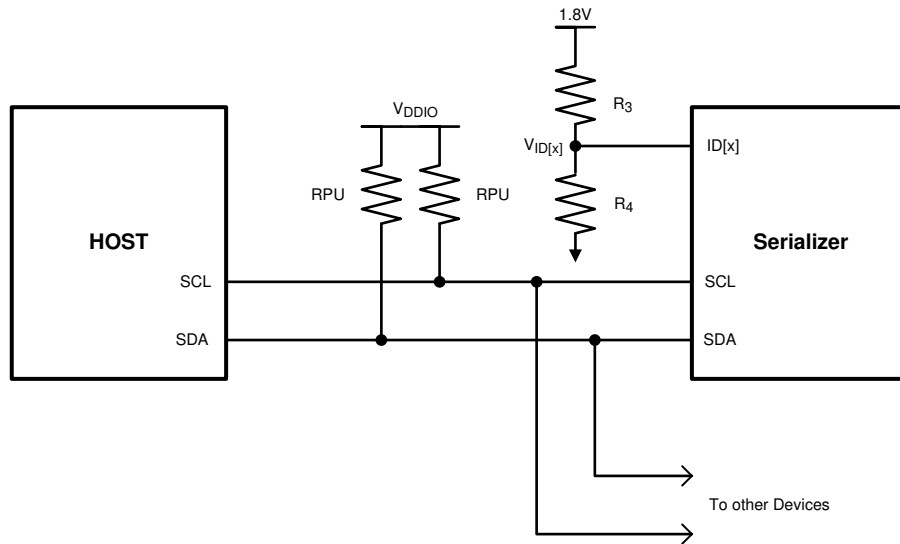 1.8V
R3
VDDIO
VID[x]
ID[x]
RPU
RPU
R4
HOST
Serializer
SCL
SCL
SDA
SDA
To other Devices